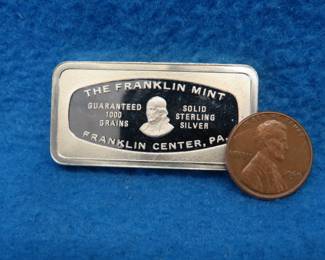 THE FRANKLIN MINT
GUARANTEED
1000
GRAINS
SOLID
STERLING
SILVER
FRANKLIN CENTER, PA.